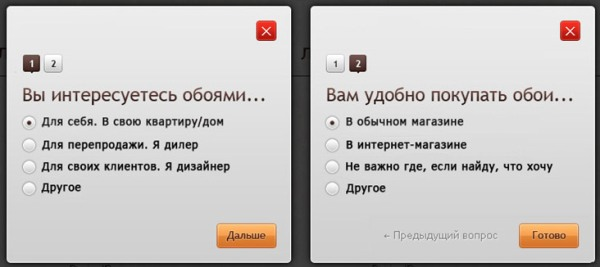 1 2
Вы интересуетесь обоями...
Для себя. В свою квартиру/дом
Для перепродажи. Я дилер
Для своих клиентов. Я дизайнер
Другое
Дальше
1 2
Вам удобно покупать обои...
В обычном магазине
В интернет-магазине
Не важно где, если найду, что хочу
Другое
← Предыдущий вопрос
Готово